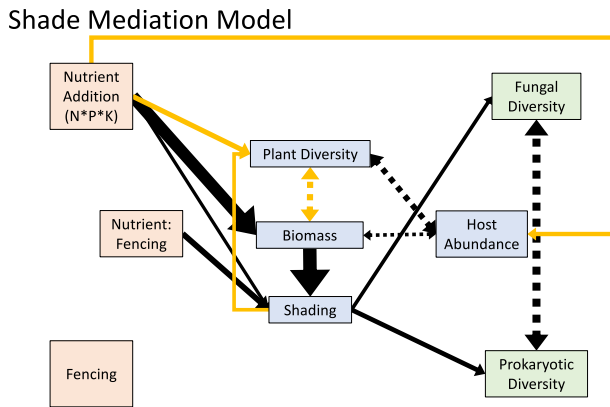 Shade Mediation Model
Nutrient
Addition
(N*P*K)
Fungal
Diversity
Plant Diversity
Nutrient:
Fencing
Biomass
Host
Abundance
Shading
Fencing
Prokaryotic
Diversity